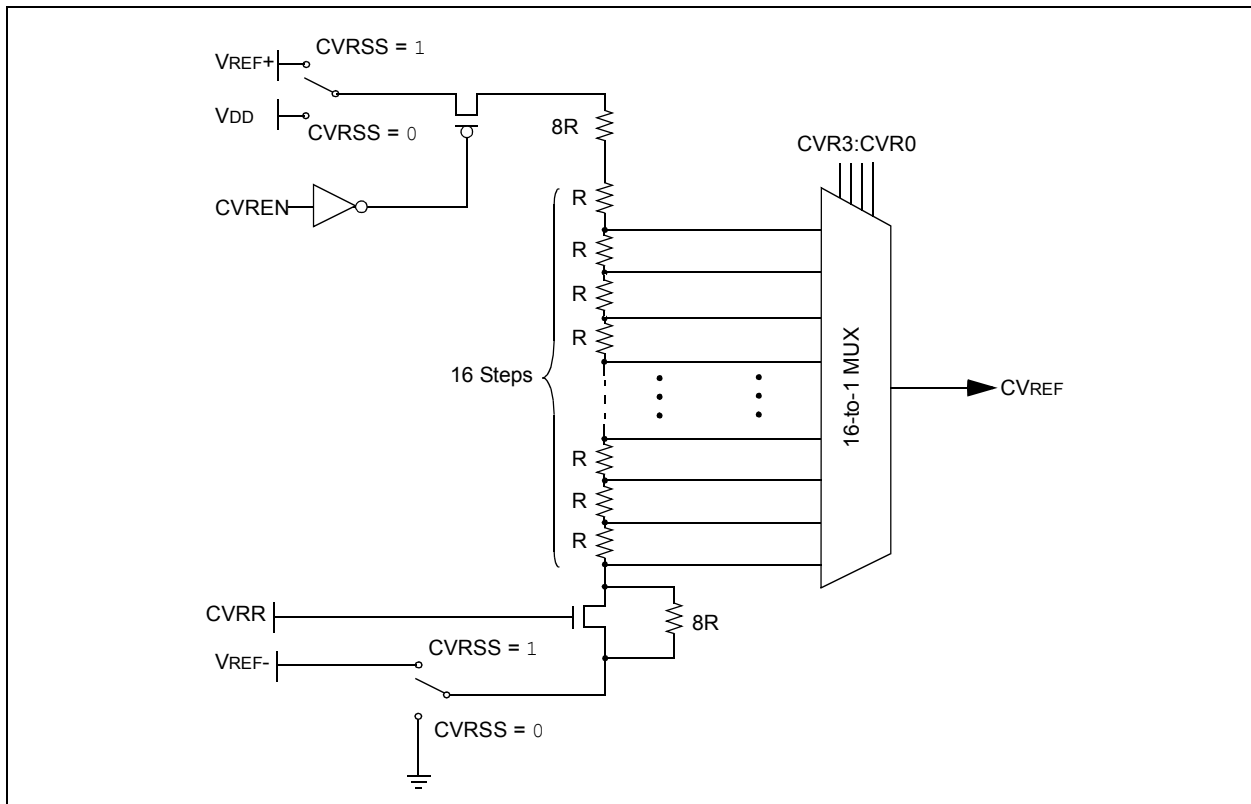 CVRSS = 1
VREF+
VDD
CVRSS = 0
8R
CVR3:CVR0
CVREN
R
R
R
R
16 Steps
16-to-1 MUX
CVREF
R
R
R
CVRR
8R
CVRSS = 1
VREF-
CVRSS = 0